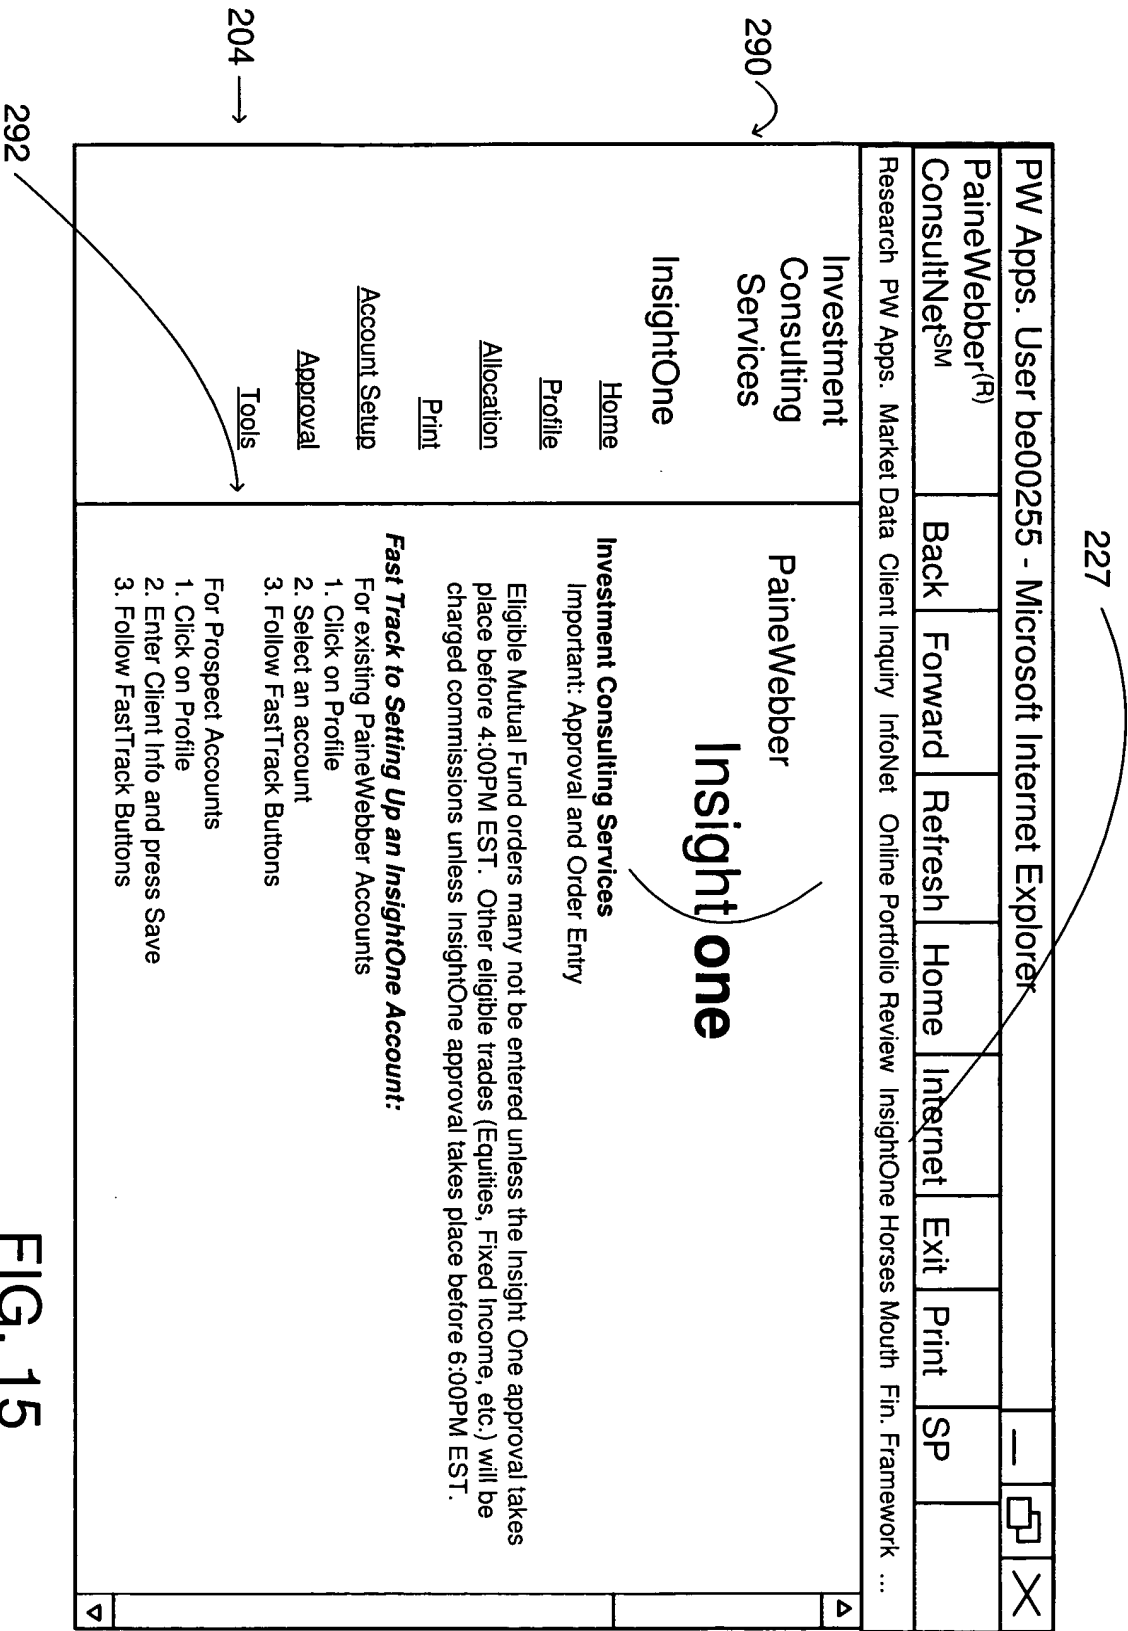 227
PW Apps. User be00255 - Microsoft Internet Explorer
PaineWebber(R)
ConsultNetSM
Back Forward Refresh Home Internet Exit Print SP
Research PW Apps. Market Data Client Inquiry InfoNet Online Portfolio Review InsightOne Horses Mouth Fin. Framework ...
290
204
292
Investment
Consulting
Services
InsightOne
Home
Profile
Allocation
Print
Account Setup
Approval
Tools
PaineWebber
Insight one
Investment Consulting Services
Important: Approval and Order Entry
Eligible Mutual Fund orders many not be entered unless the Insight One approval takes
place before 4:00PM EST. Other eligible trades (Equities, Fixed Income, etc.) will be
charged commissions unless InsightOne approval takes place before 6:00PM EST.
Fast Track to Setting Up an InsightOne Account:
For existing PaineWebber Accounts
1. Click on Profile
2. Select an account
3. Follow FastTrack Buttons
For Prospect Accounts
1. Click on Profile
2. Enter Client Info and press Save
3. Follow FastTrack Buttons
FIG. 15